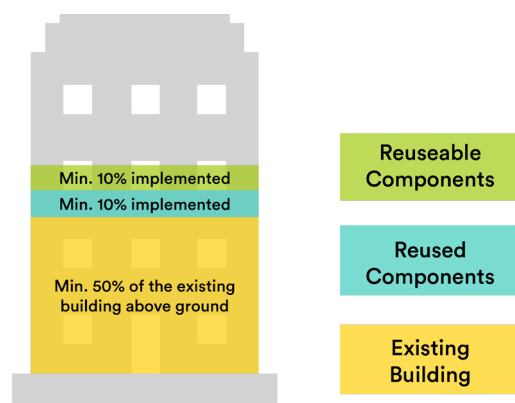 Min. 10% implemented
Min. 10% implemented
Min. 50% of the existing
building above ground
Reuseable
Components
Reused
Components
Existing
Building